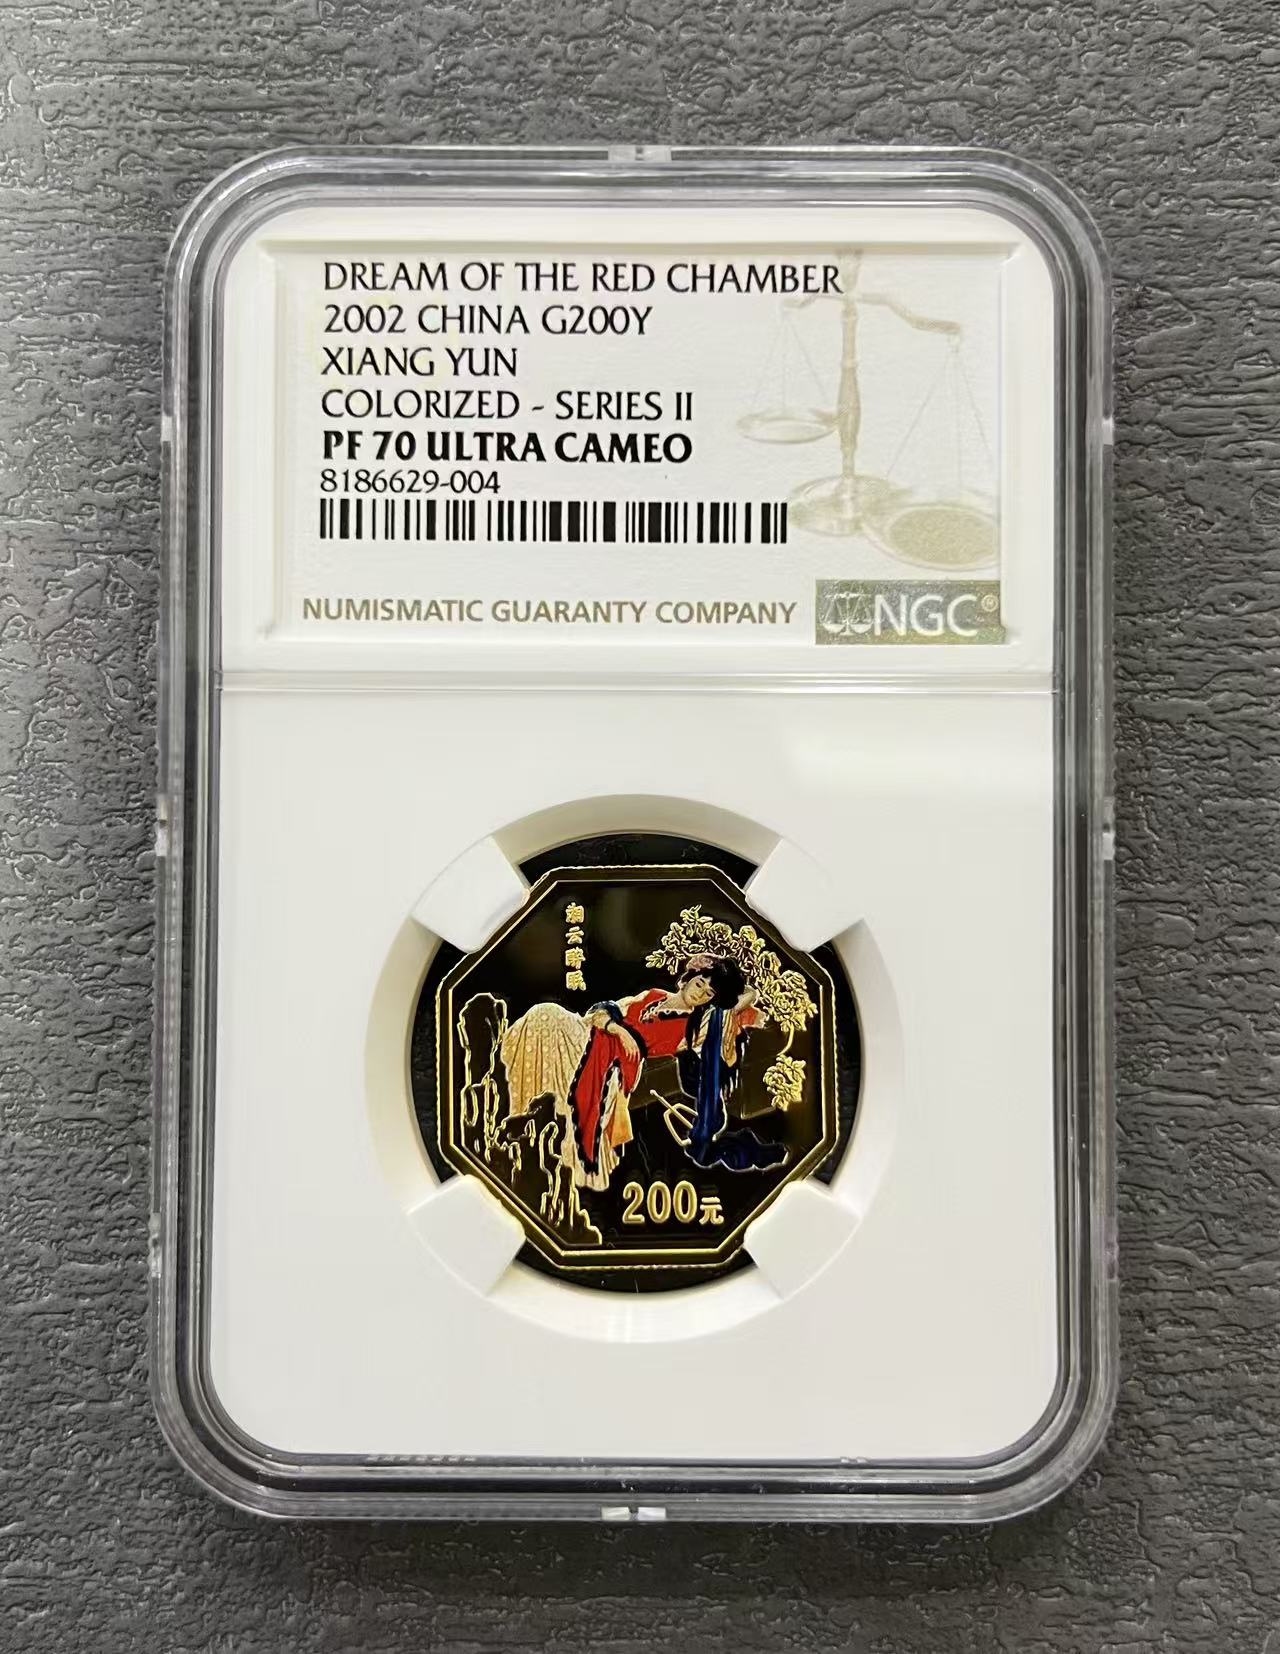 DREAM OF THE RED CHAMBER
2002 CHINA G200Y
XIANG YUN
COLORIZED - SERIES II
PF 70 ULTRA CAMEO
8186629-004
NUMISMATIC GUARANTY COMPANY
NGC®
湘云醉眠
200元